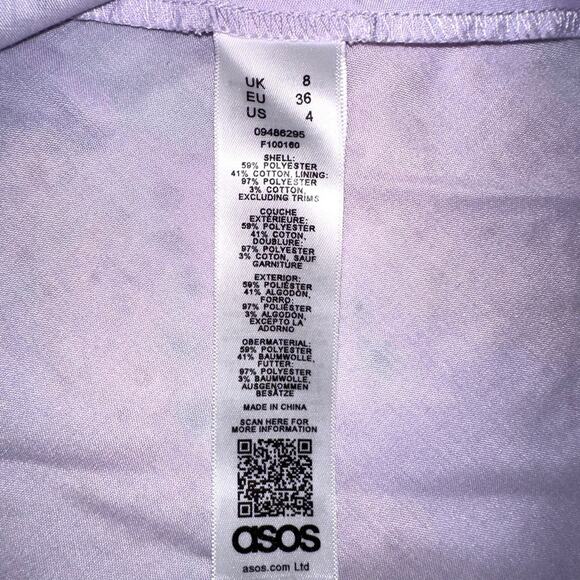 UK 8
EU 36
US 4
09486295
F100160
SHELL:
59% POLYESTER
41% COTTON, LINING:
97% POLYESTER
3% COTTON,
EXCLUDING TRIMS
COUCHE
EXTÉRIEURE:
59% POLYESTER
41% COTON,
DOUBLURE:
97% POLYESTER
3% COTON, SAUF
GARNITURE
EXTERIOR:
59% POLIÉSTER
41% ALGODÓN,
FORRO:
97% POLIÉSTER
3% ALGODÓN,
EXCEPTO LA
ADORNO
OBERMATERIAL:
59% POLYESTER
41% BAUMWOLLE,
FUTTER:
97% POLYESTER
3% BAUMWOLLE,
AUSGENOMMEN
BESÄTZE
MADE IN CHINA
SCAN HERE FOR
MORE INFORMATION
asos
asos.com Ltd